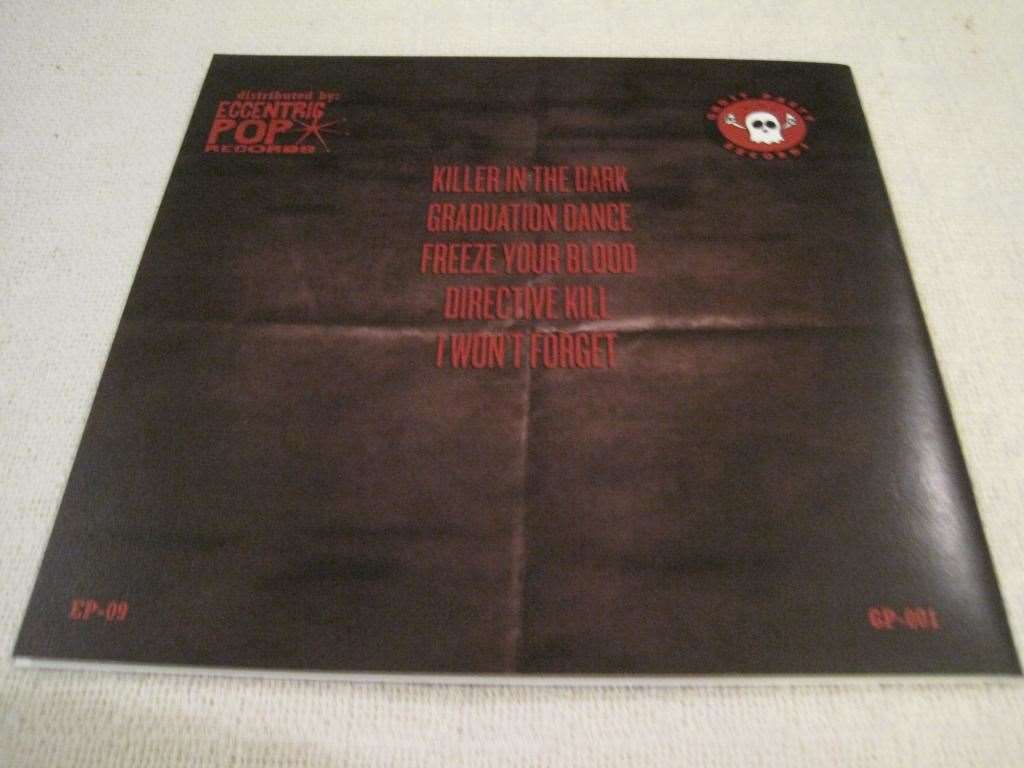 distributed by:
ECCENTRIC
POP
RECORDS
KILLER IN THE DARK
GRADUATION DANCE
FREEZE YOUR BLOOD
DIRECTIVE KILL
I WON'T FORGET
EP-09
GP-001